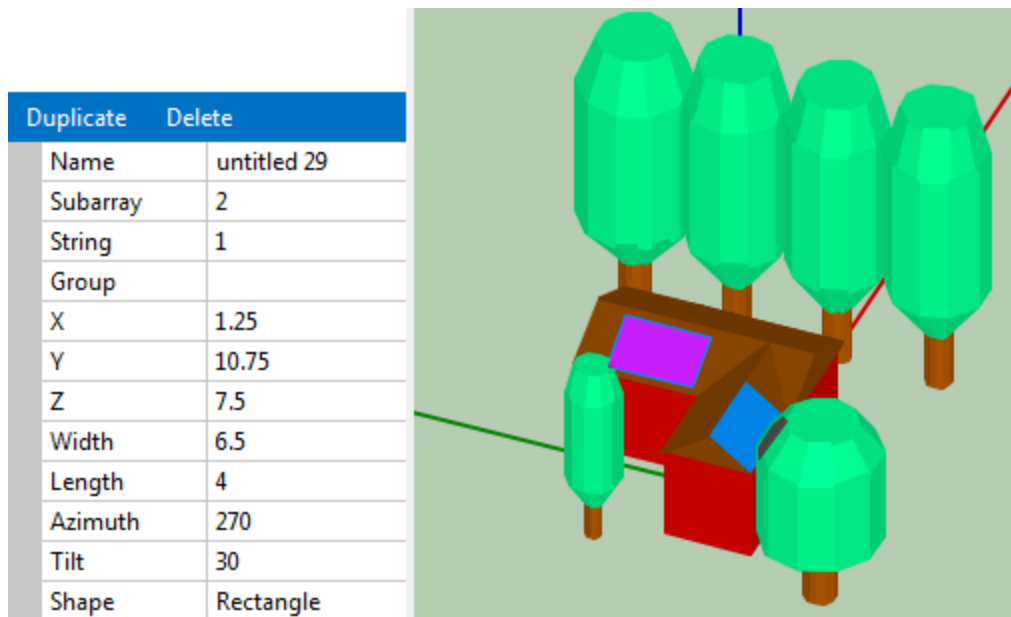 Duplicate Delete
Name untitled 29
Subarray 2
String 1
Group
X 1.25
Y 10.75
Z 7.5
Width 6.5
Length 4
Azimuth 270
Tilt 30
Shape Rectangle